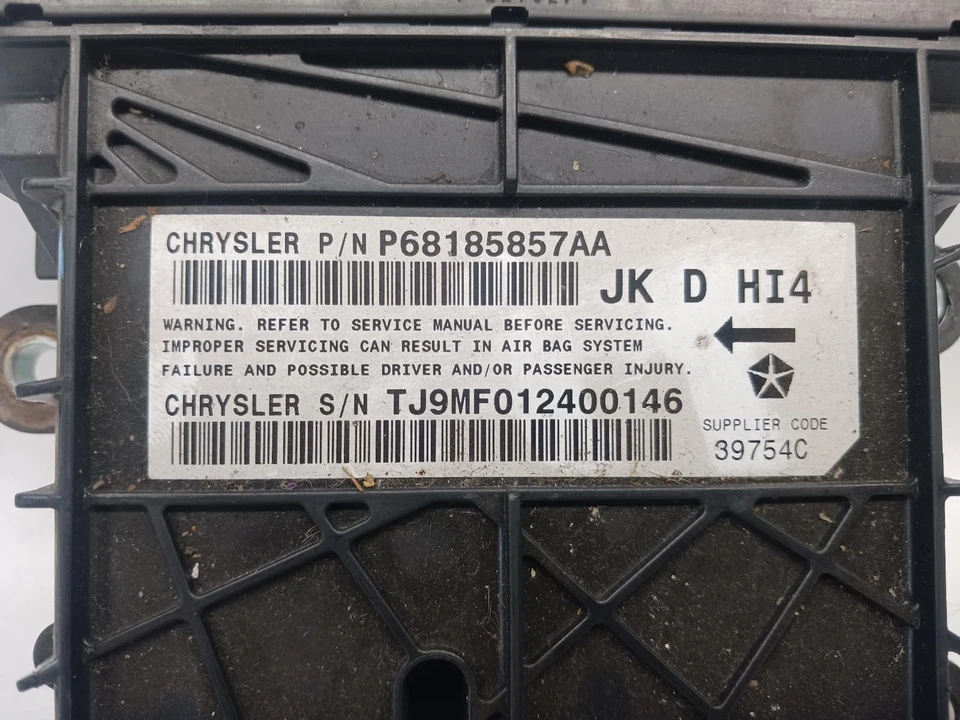 CHRYSLER P/N P68185857AA
JK D HI4
WARNING. REFER TO SERVICE MANUAL BEFORE SERVICING.
IMPROPER SERVICING CAN RESULT IN AIR BAG SYSTEM
FAILURE AND POSSIBLE DRIVER AND/OR PASSENGER INJURY.
CHRYSLER S/N TJ9MF012400146
SUPPLIER CODE
39754C